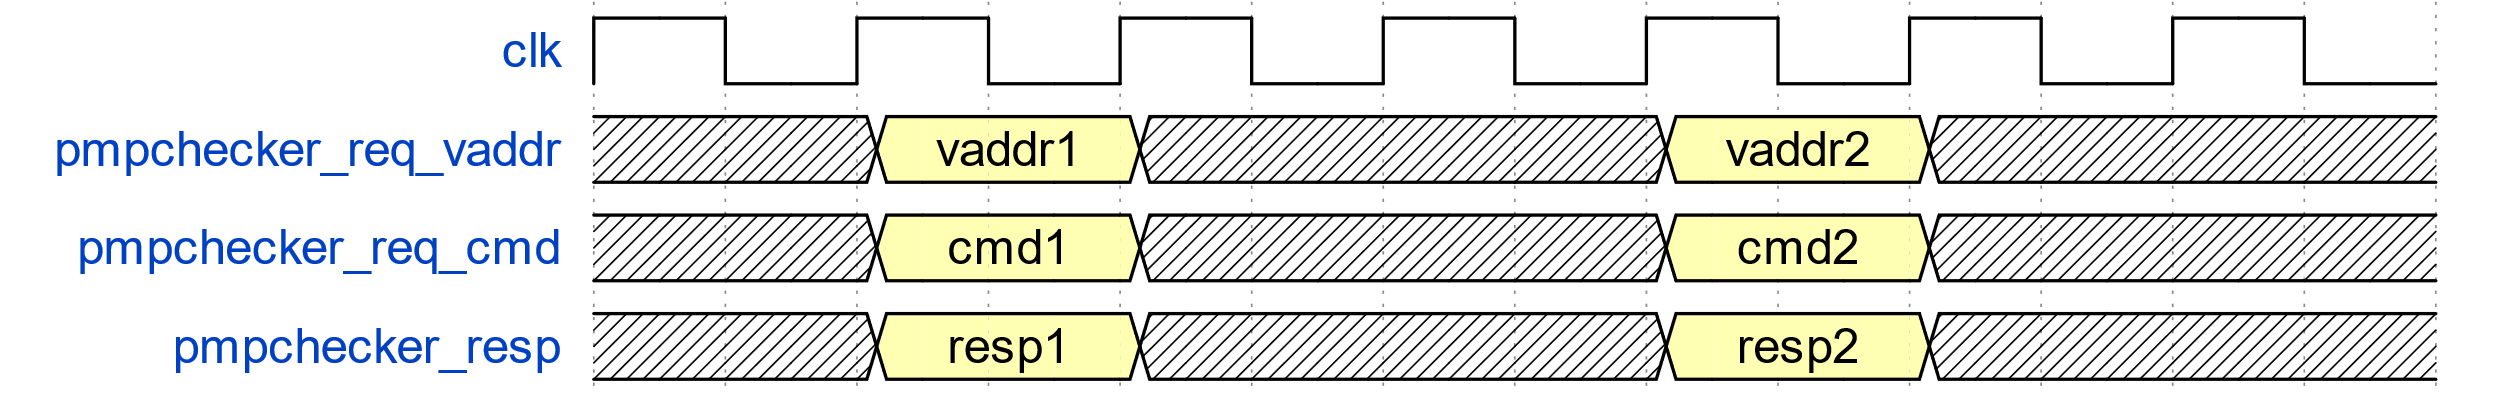 clk
pmpchecker_req_vaddr vaddr1 vaddr2
pmpchecker_req_cmd cmd1 cmd2
pmpchecker_resp resp1 resp2